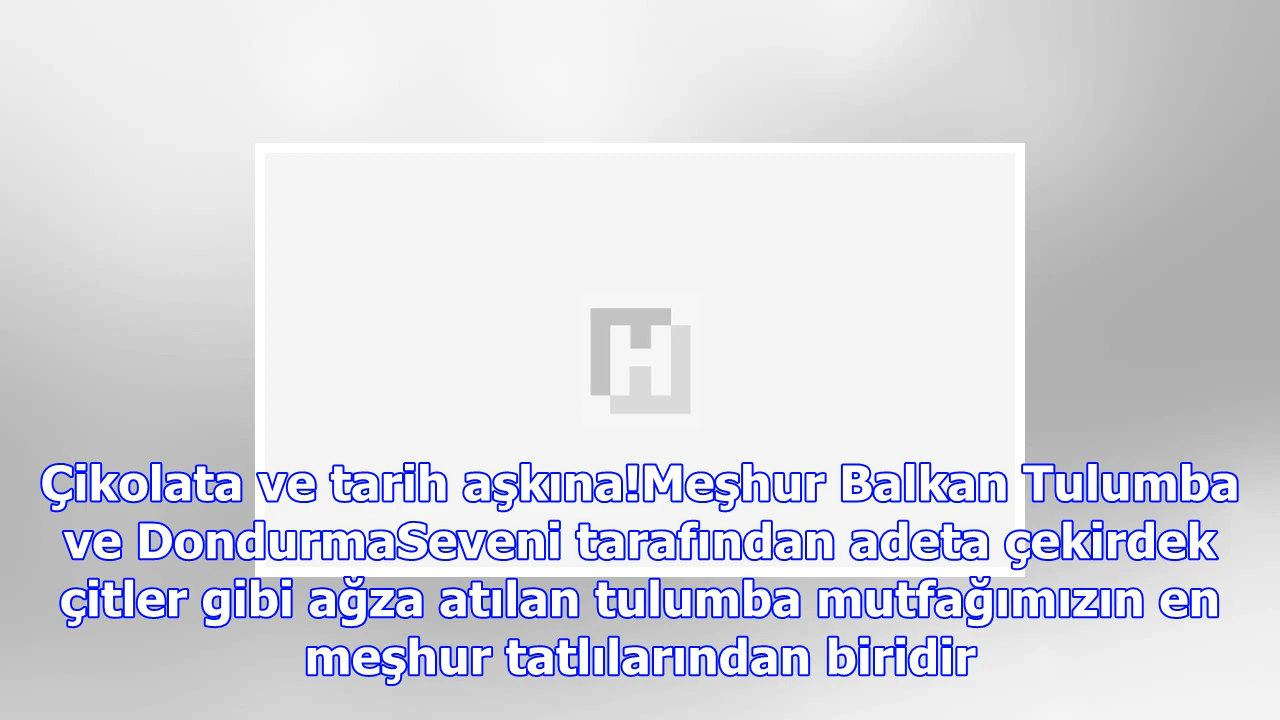 Çikolata ve tarih aşkına!Meşhur Balkan Tulumba
ve DondurmaSeveni tarafından adeta çekirdek
çitler gibi ağza atılan tulumba mutfağımızın en
meşhur tatlılarından biridir